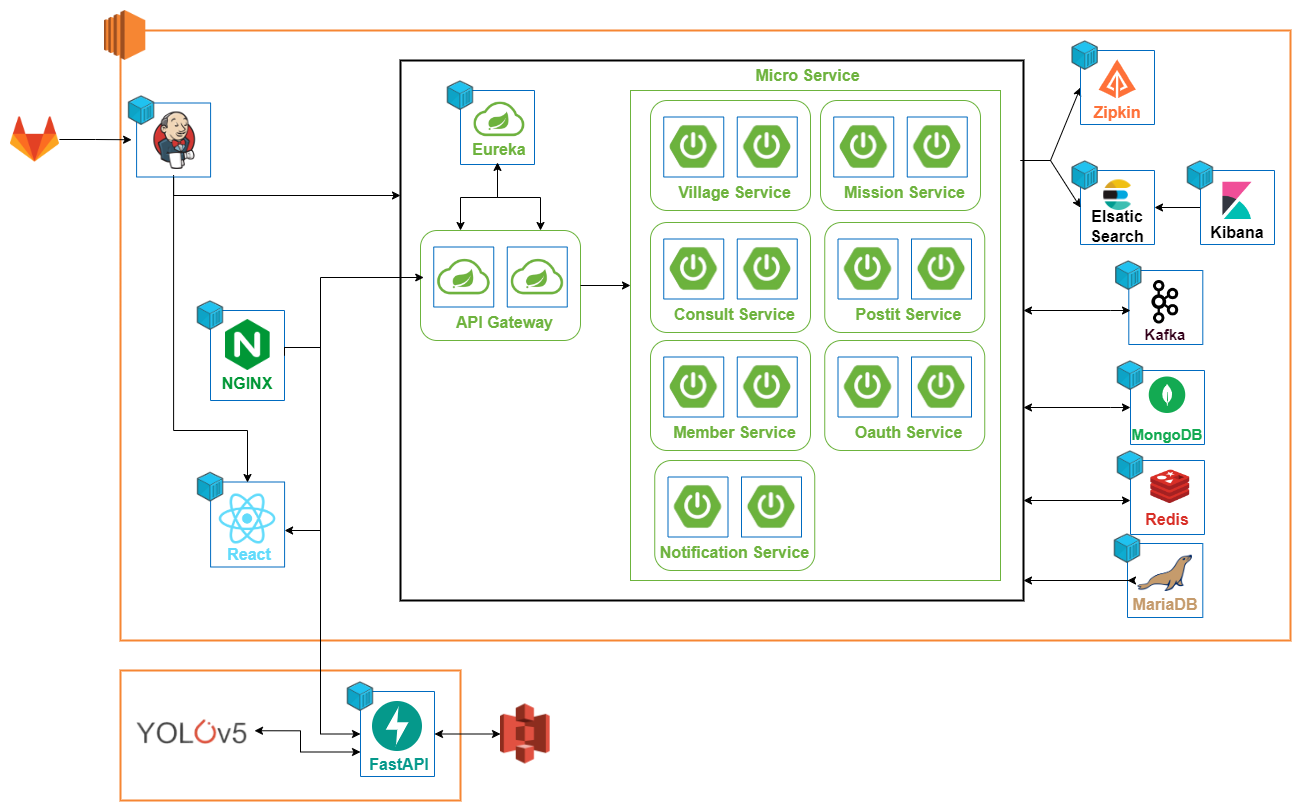 Micro Service
Zipkin
Eureka
Village Service
Mission Service
Elsatic
Search
Kibana
API Gateway
Consult Service
Postit Service
Kafka
N
NGINX
Member Service
Oauth Service
MongoDB
Redis
React
Notification Service
MariaDB
YOLOv5
FastAPI